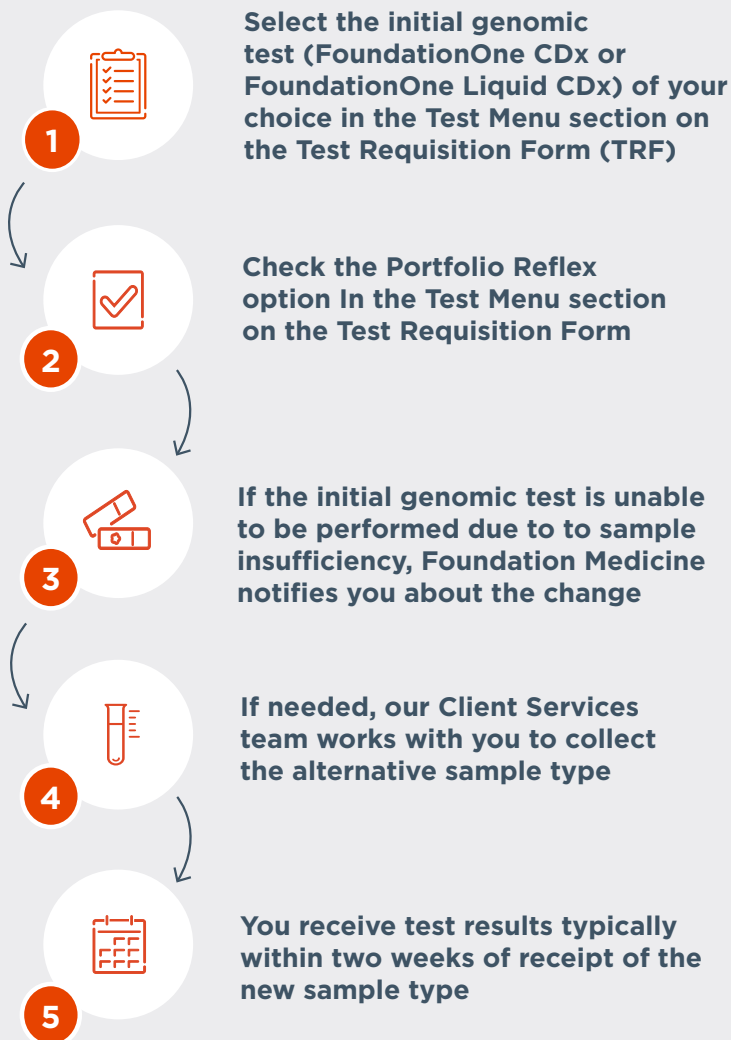 1
Select the initial genomic
test (FoundationOne CDx or
FoundationOne Liquid CDx) of your
choice in the Test Menu section on
the Test Requisition Form (TRF)
2
Check the Portfolio Reflex
option In the Test Menu section
on the Test Requisition Form
3
If the initial genomic test is unable
to be performed due to to sample
insufficiency, Foundation Medicine
notifies you about the change
4
If needed, our Client Services
team works with you to collect
the alternative sample type
5
You receive test results typically
within two weeks of receipt of the
new sample type